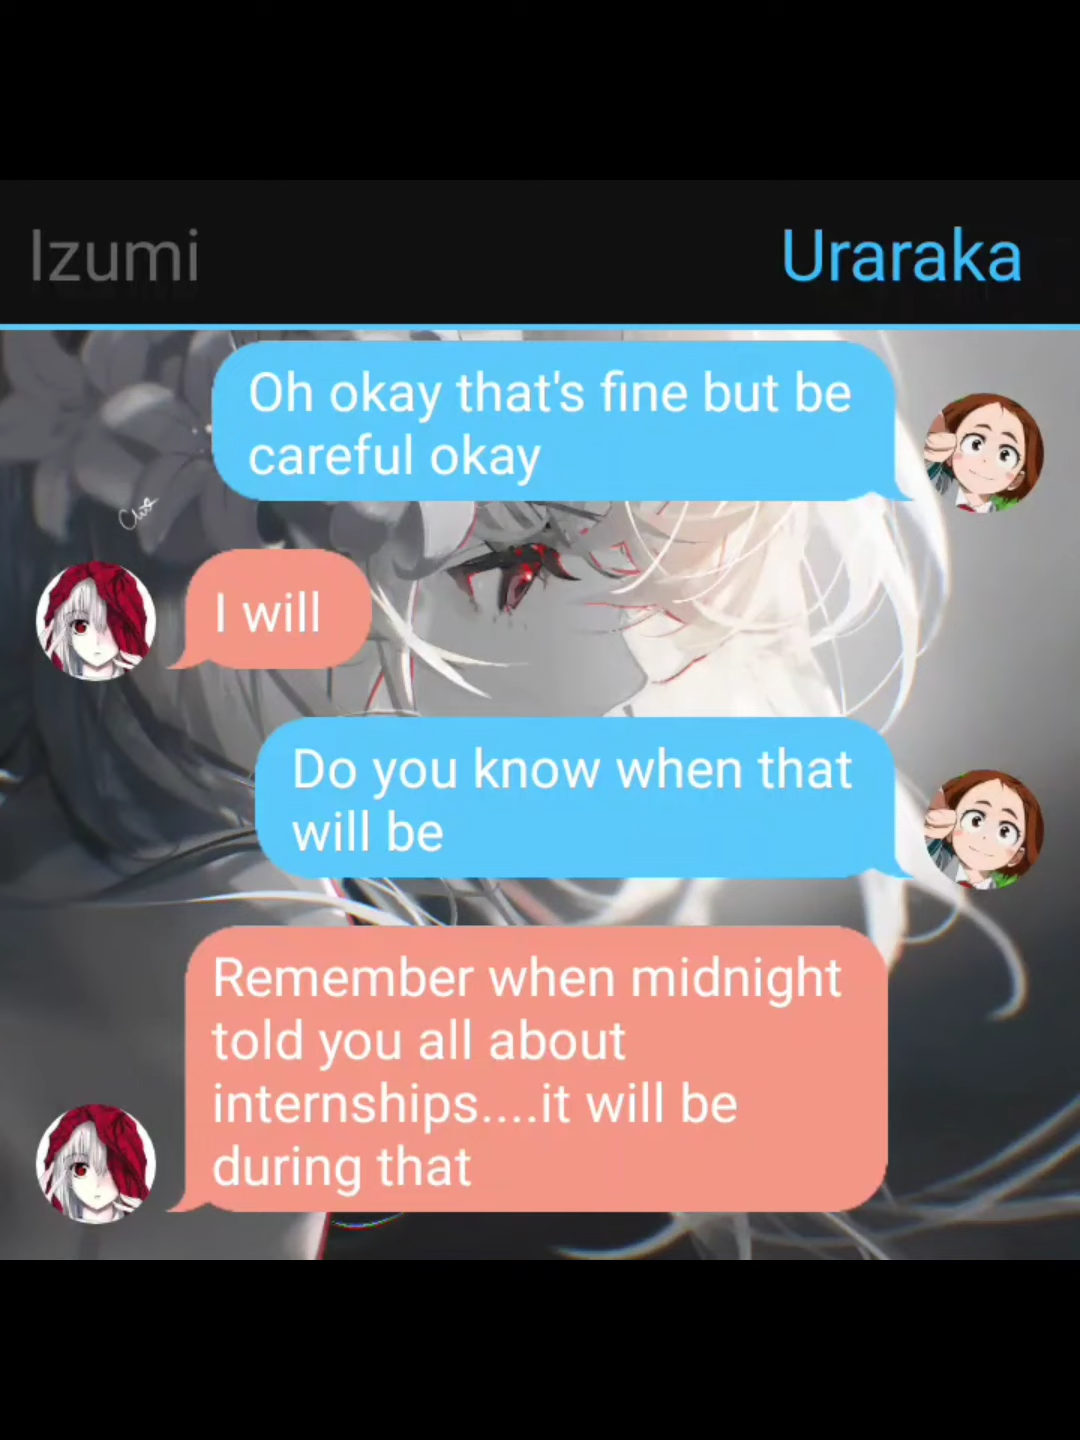 Izumi
Uraraka
Oh okay that's fine but be
careful okay
I will
Do you know when that
will be
Remember when midnight
told you all about
internships....it will be
during that